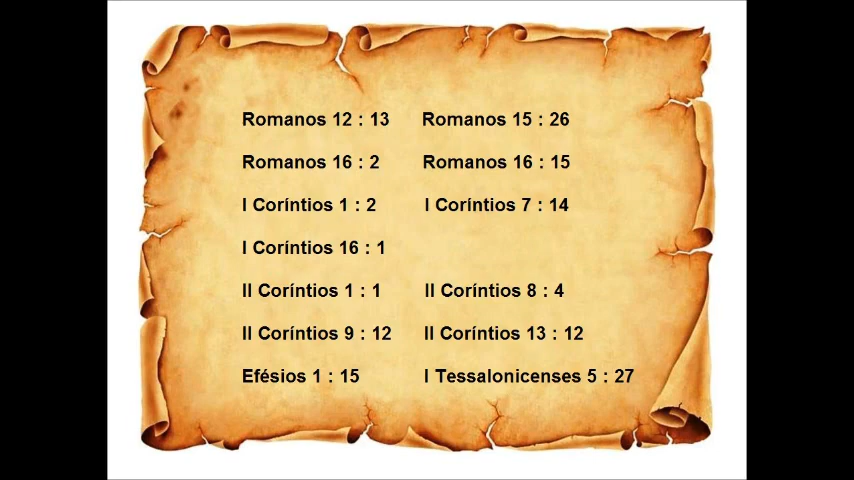 Romanos 12 : 13 Romanos 15 : 26
Romanos 16 : 2 Romanos 16 : 15
I Coríntios 1 : 2 I Coríntios 7 : 14
I Coríntios 16 : 1
II Coríntios 1 : 1 II Coríntios 8 : 4
II Coríntios 9 : 12 II Coríntios 13 : 12
Efésios 1 : 15 I Tessalonicenses 5 : 27